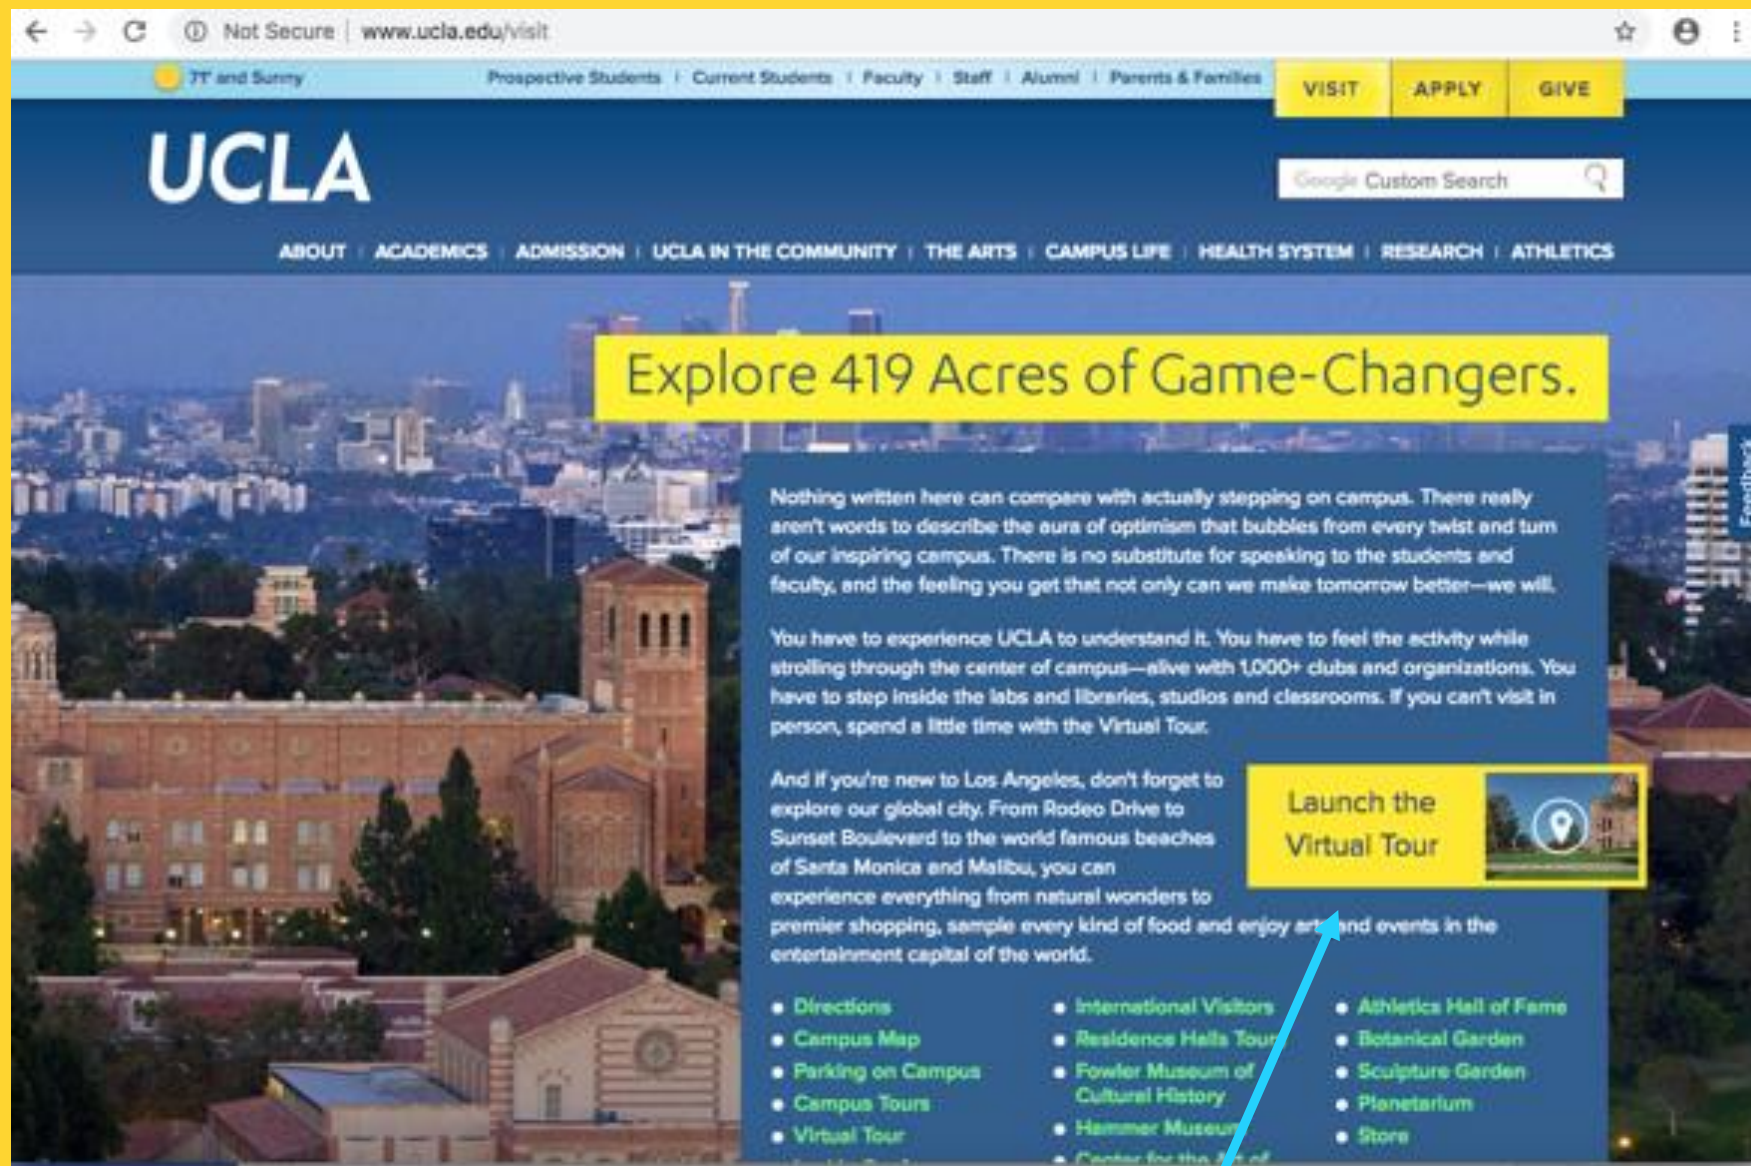 Not Secure | www.ucla.edu/visit
71° and Sunny
Prospective Students | Current Students | Faculty | Staff | Alumni | Parents & Families
VISIT
APPLY
GIVE
UCLA
Google Custom Search
ABOUT | ACADEMICS | ADMISSION | UCLA IN THE COMMUNITY | THE ARTS | CAMPUS LIFE | HEALTH SYSTEM | RESEARCH | ATHLETICS
Explore 419 Acres of Game-Changers.
Feedback
Nothing written here can compare with actually stepping on campus. There really
aren't words to describe the aura of optimism that bubbles from every twist and turn
of our inspiring campus. There is no substitute for speaking to the students and
faculty, and the feeling you get that not only can we make tomorrow better—we will.
You have to experience UCLA to understand it. You have to feel the activity while
strolling through the center of campus—alive with 1,000+ clubs and organizations. You
have to step inside the labs and libraries, studios and classrooms. If you can't visit in
person, spend a little time with the Virtual Tour.
And if you're new to Los Angeles, don't forget to
explore our global city. From Rodeo Drive to
Sunset Boulevard to the world famous beaches
of Santa Monica and Malibu, you can
experience everything from natural wonders to
premier shopping, sample every kind of food and enjoy arts and events in the
entertainment capital of the world.
Launch the
Virtual Tour
Directions
Campus Map
Parking on Campus
Campus Tours
Virtual Tour
International Visitors
Residence Halls Tour
Fowler Museum of
Cultural History
Hammer Museum
Center for the Art of
Athletics Hall of Fame
Botanical Garden
Sculpture Garden
Planetarium
Store